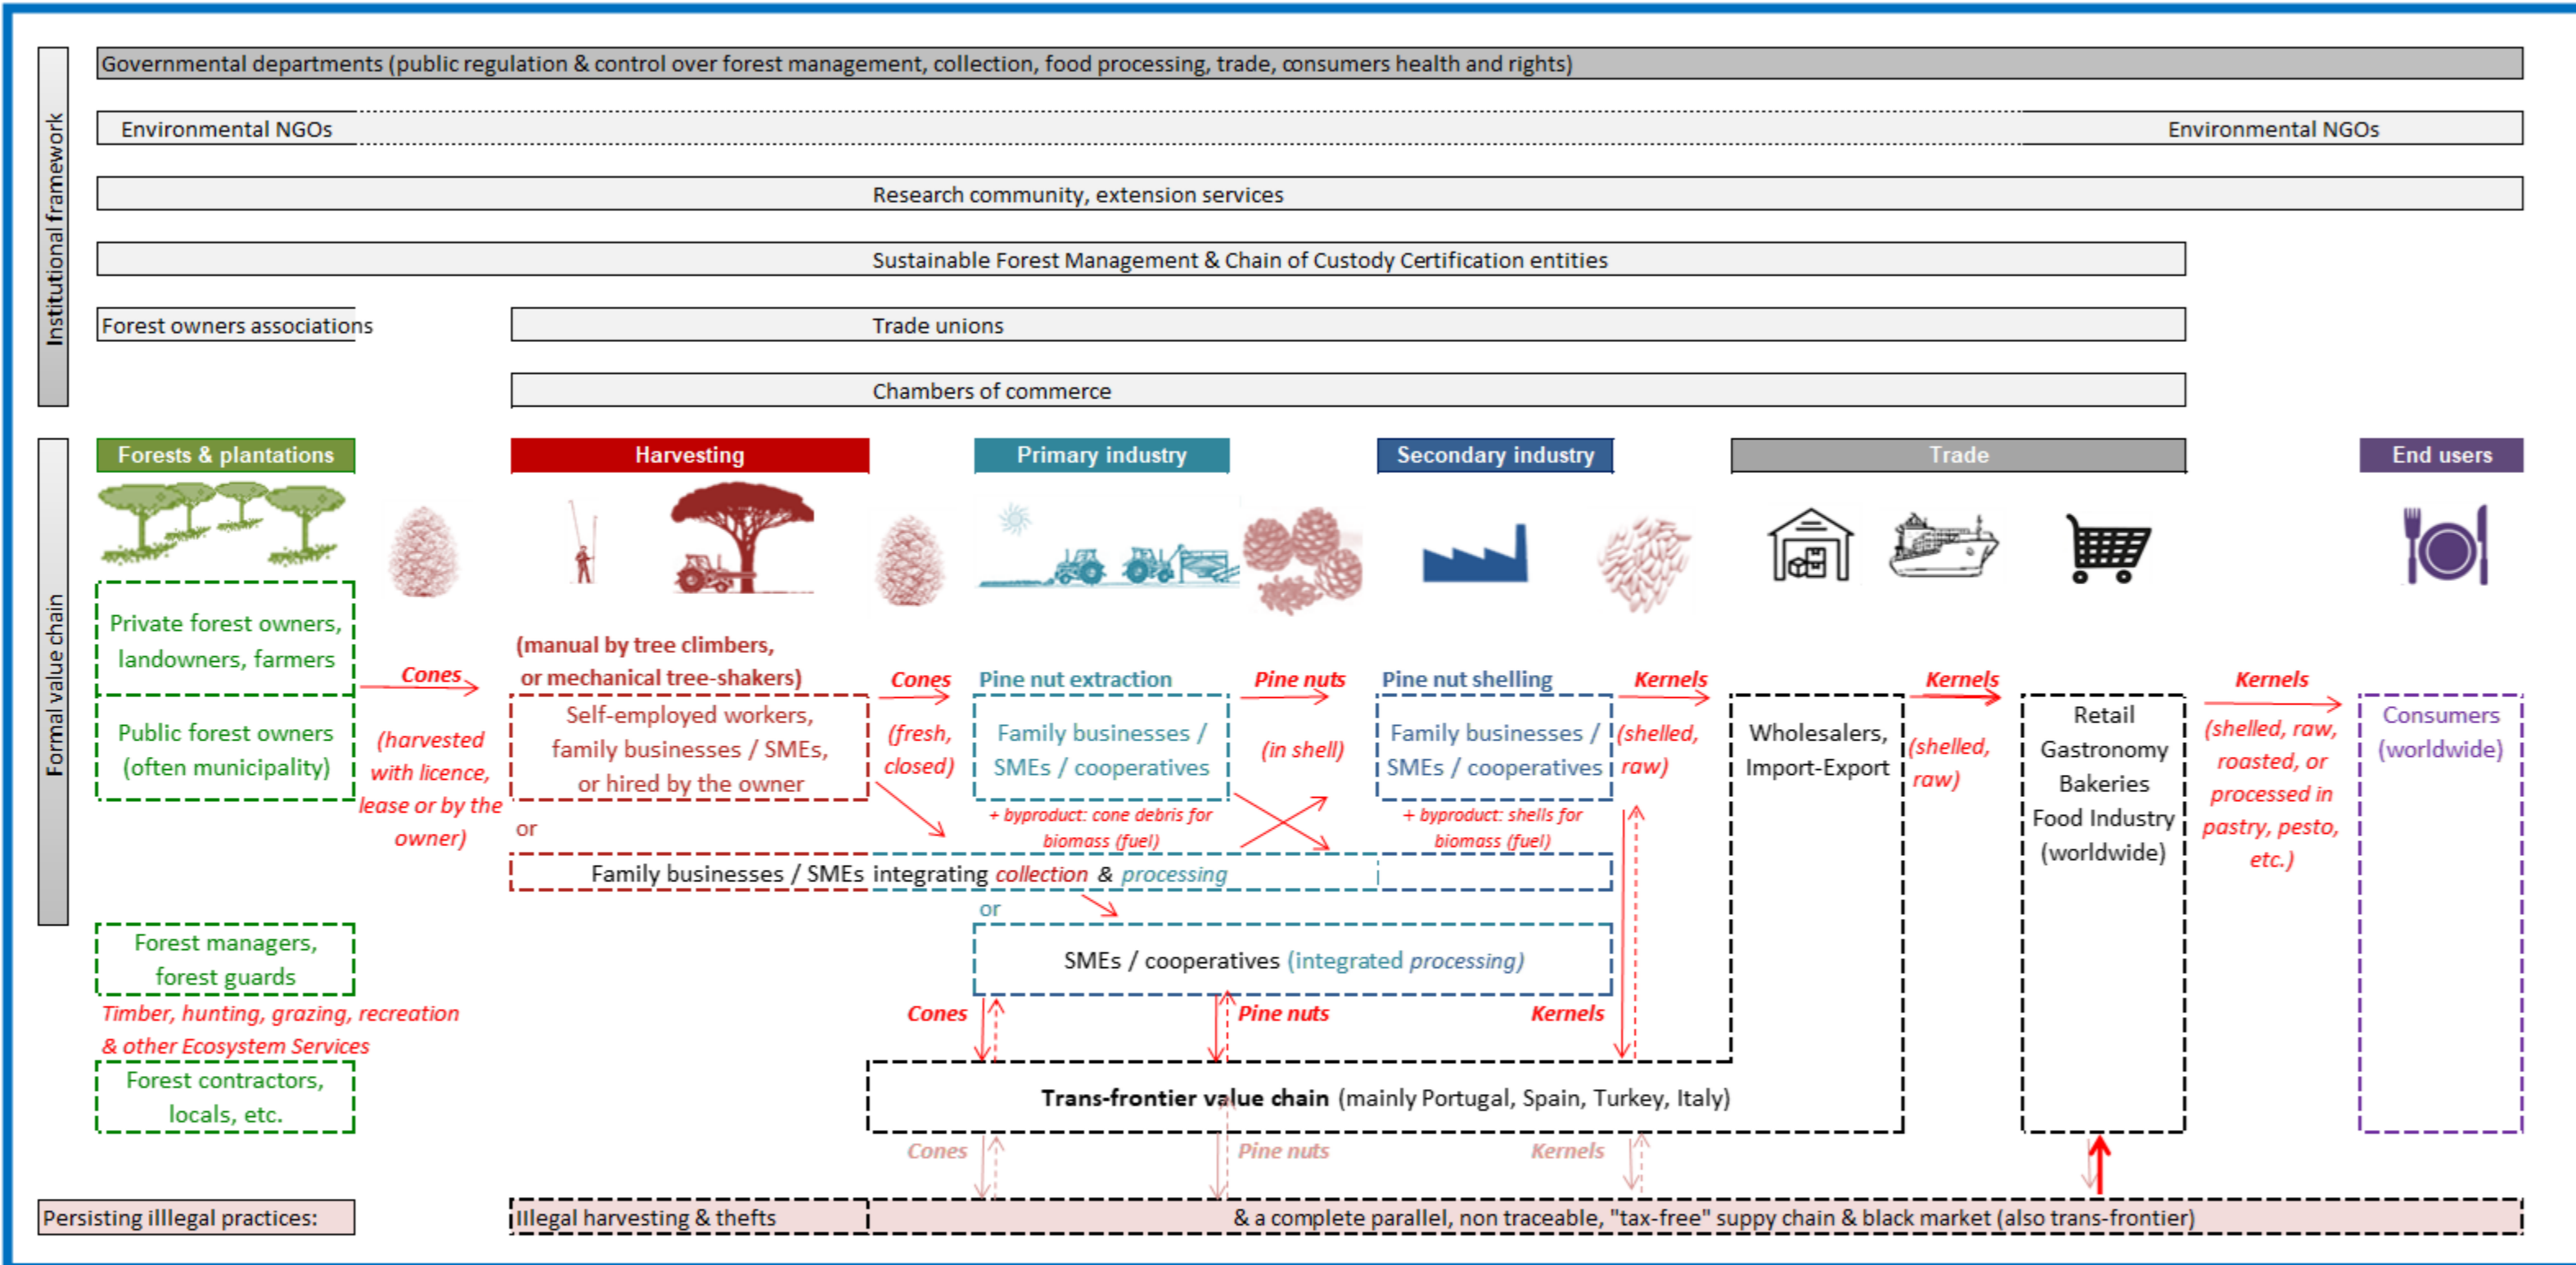 Institutional framework
Governmental departments (public regulation & control over forest management, collection, food processing, trade, consumers health and rights)
Environmental NGOs
Environmental NGOs
Research community, extension services
Sustainable Forest Management & Chain of Custody Certification entities
Forest owners associations
Trade unions
Chambers of commerce
Formal value chain
Forests & plantations
Harvesting
Primary industry
Secondary industry
Trade
End users
Private forest owners,
landowners, farmers
Public forest owners
(often municipality)
Cones
(harvested
with licence,
lease or by the
owner)
(manual by tree climbers,
or mechanical tree-shakers)
Self-employed workers,
family businesses / SMEs,
or hired by the owner
or
Cones
(fresh,
closed)
Pine nut extraction
Family businesses /
SMEs / cooperatives
+ byproduct: cone debris for
biomass (fuel)
Pine nuts
(in shell)
Pine nut shelling
Family businesses /
SMEs / cooperatives
+ byproduct: shells for
biomass (fuel)
Kernels
(shelled,
raw)
Wholesalers,
Import-Export
Kernels
(shelled,
raw)
Retail
Gastronomy
Bakeries
Food Industry
(worldwide)
Kernels
(shelled, raw,
roasted, or
processed in
pastry, pesto,
etc.)
Consumers
(worldwide)
Family businesses / SMEs integrating collection & processing
or
SMEs / cooperatives (integrated processing)
Forest managers,
forest guards
Timber, hunting, grazing, recreation
& other Ecosystem Services
Forest contractors,
locals, etc.
Cones
Pine nuts
Kernels
Trans-frontier value chain (mainly Portugal, Spain, Turkey, Italy)
Cones
Pine nuts
Kernels
Persisting illlegal practices:
Illegal harvesting & thefts
& a complete parallel, non traceable, "tax-free" suppy chain & black market (also trans-frontier)